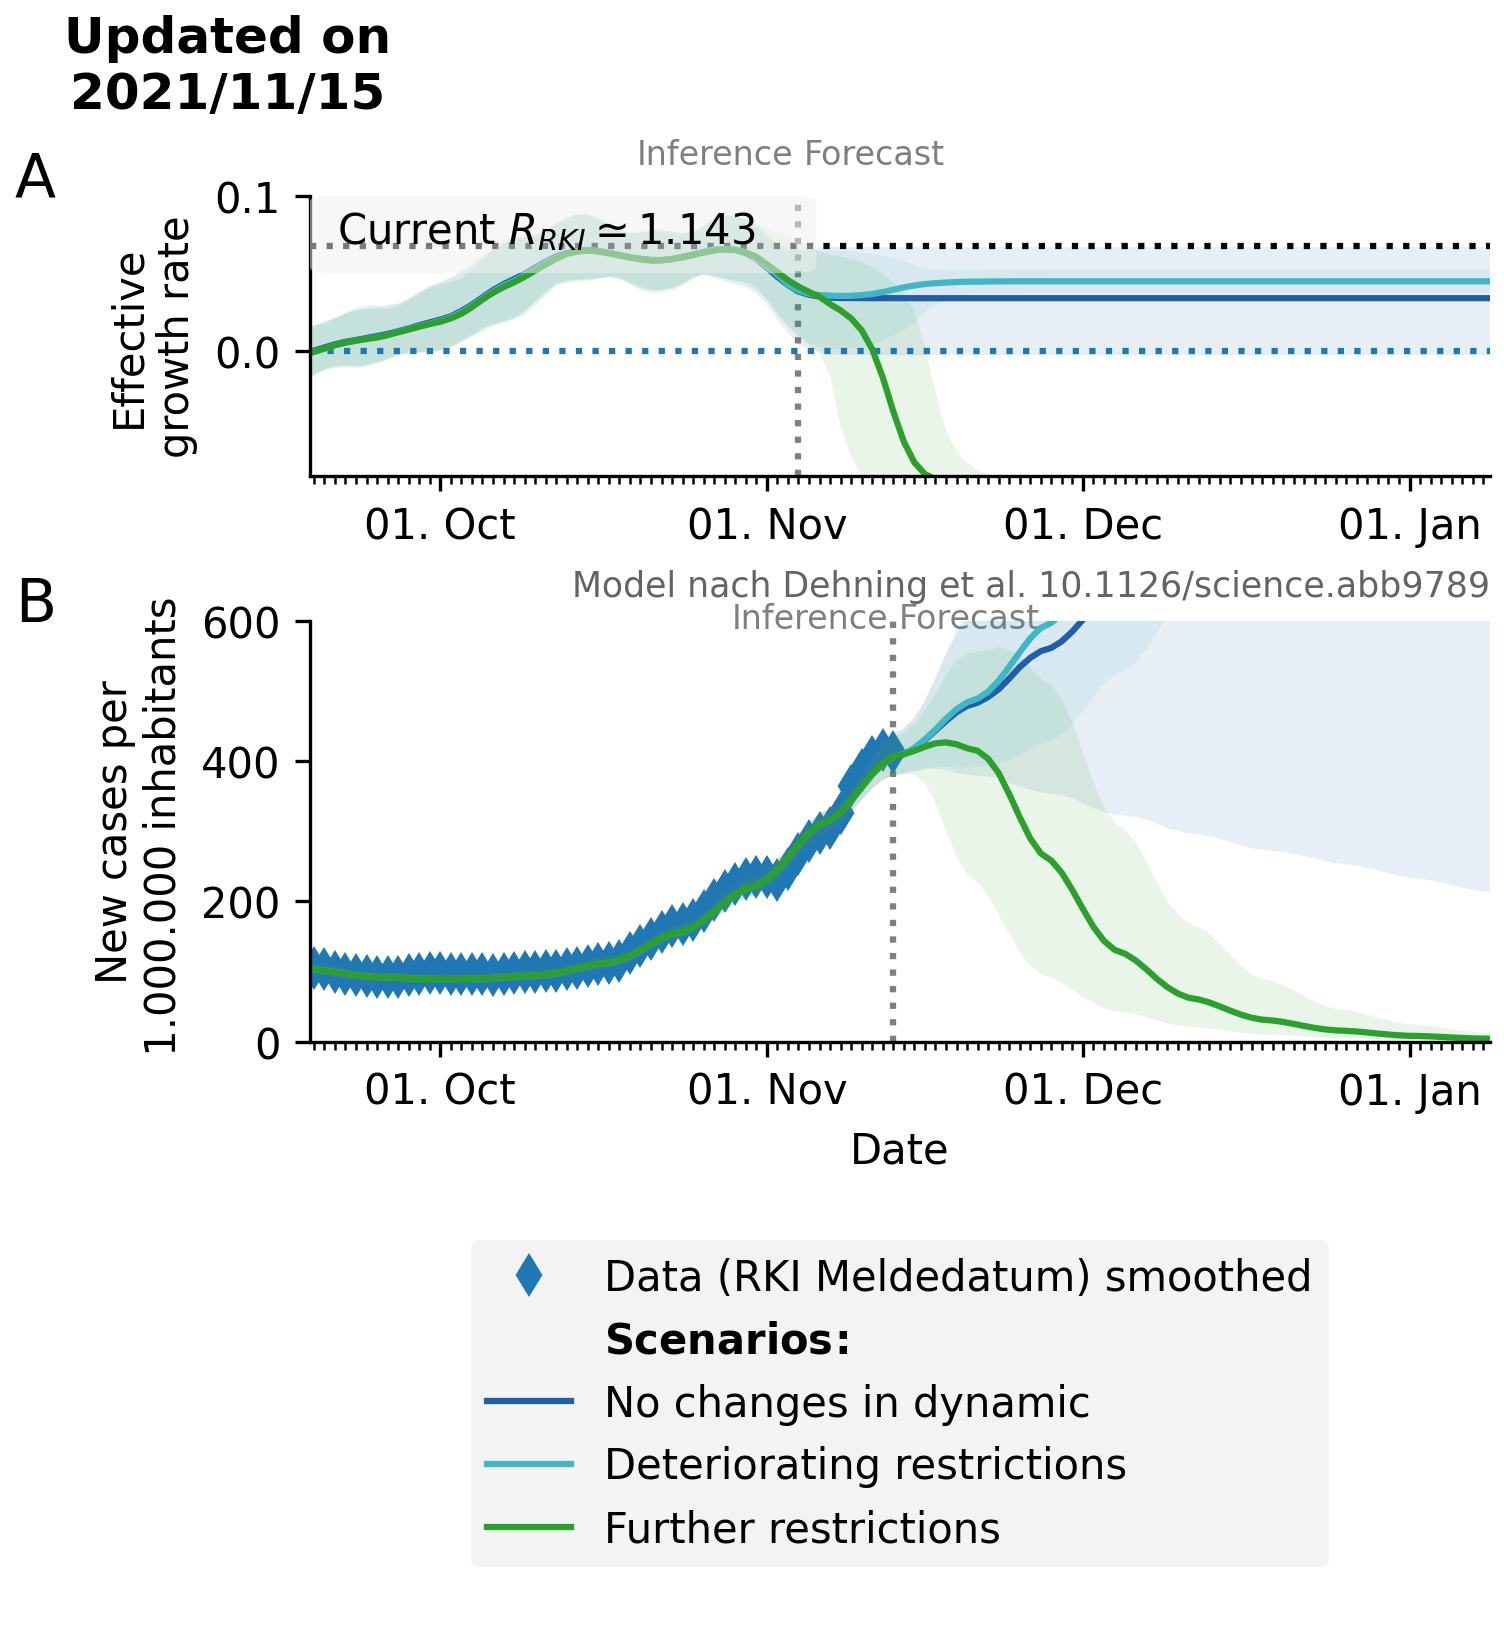 Updated on
2021/11/15
A
Inference Forecast
Effective
growth rate
0.1
0.0
Current R_RKI ≃ 1.143
01. Oct
01. Nov
01. Dec
01. Jan
B
Model nach Dehning et al. 10.1126/science.abb9789
Inference Forecast
New cases per
1.000.000 inhabitants
600
400
200
0
01. Oct
01. Nov
01. Dec
01. Jan
Date
Data (RKI Meldedatum) smoothed
Scenarios:
No changes in dynamic
Deteriorating restrictions
Further restrictions